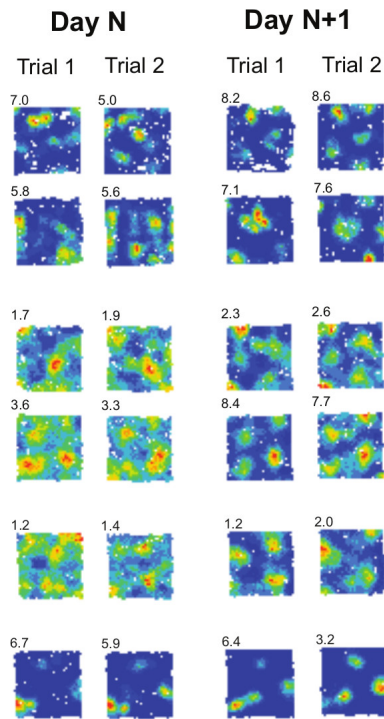 Day N Day N+1
Trial 1 Trial 2 Trial 1 Trial 2
7.0 5.0 8.2 8.6
5.8 5.6 7.1 7.6
1.7 1.9 2.3 2.6
3.6 3.3 8.4 7.7
1.2 1.4 1.2 2.0
6.7 5.9 6.4 3.2